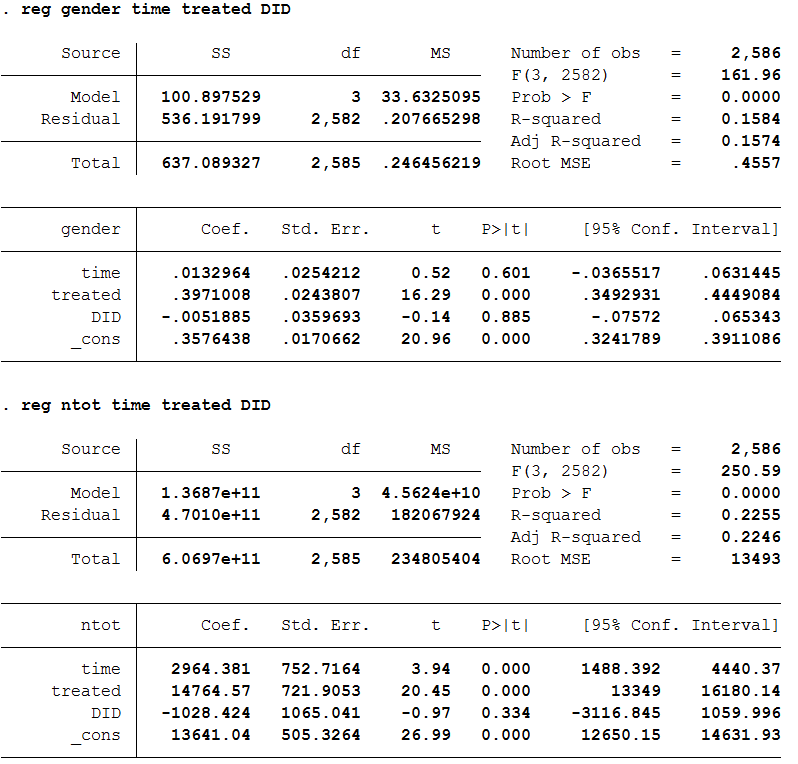 . reg gender time treated DID
Source | SS df MS Number of obs = 2,586
F(3, 2582) = 161.96
Model | 100.897529 3 33.6325095 Prob > F = 0.0000
Residual | 536.191799 2,582 .207665298 R-squared = 0.1584
Adj R-squared = 0.1574
Total | 637.089327 2,585 .246456219 Root MSE = .4557
gender | Coef. Std. Err. t P>|t| [95% Conf. Interval]
time | .0132964 .0254212 0.52 0.601 -.0365517 .0631445
treated | .3971008 .0243807 16.29 0.000 .3492931 .4449084
DID | -.0051885 .0359693 -0.14 0.885 -.07572 .065343
_cons | .3576438 .0170662 20.96 0.000 .3241789 .3911086
. reg ntot time treated DID
Source | SS df MS Number of obs = 2,586
F(3, 2582) = 250.59
Model | 1.3687e+11 3 4.5624e+10 Prob > F = 0.0000
Residual | 4.7010e+11 2,582 182067924 R-squared = 0.2255
Adj R-squared = 0.2246
Total | 6.0697e+11 2,585 234805404 Root MSE = 13493
ntot | Coef. Std. Err. t P>|t| [95% Conf. Interval]
time | 2964.381 752.7164 3.94 0.000 1488.392 4440.37
treated | 14764.57 721.9053 20.45 0.000 13349 16180.14
DID | -1028.424 1065.041 -0.97 0.334 -3116.845 1059.996
_cons | 13641.04 505.3264 26.99 0.000 12650.15 14631.93